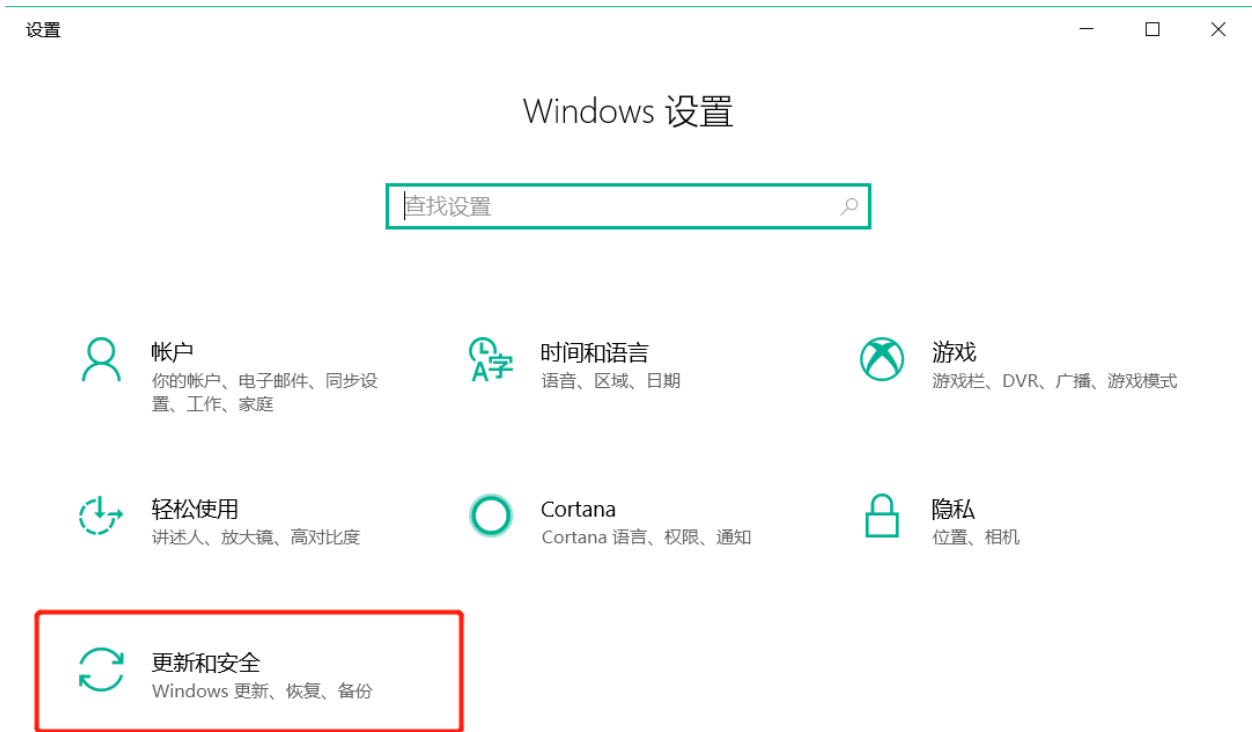 设置
Windows 设置
查找设置
帐户
你的帐户、电子邮件、同步设
置、工作、家庭
时间和语言
语音、区域、日期
游戏
游戏栏、DVR、广播、游戏模式
轻松使用
讲述人、放大镜、高对比度
Cortana
Cortana 语言、权限、通知
隐私
位置、相机
更新和安全
Windows 更新、恢复、备份